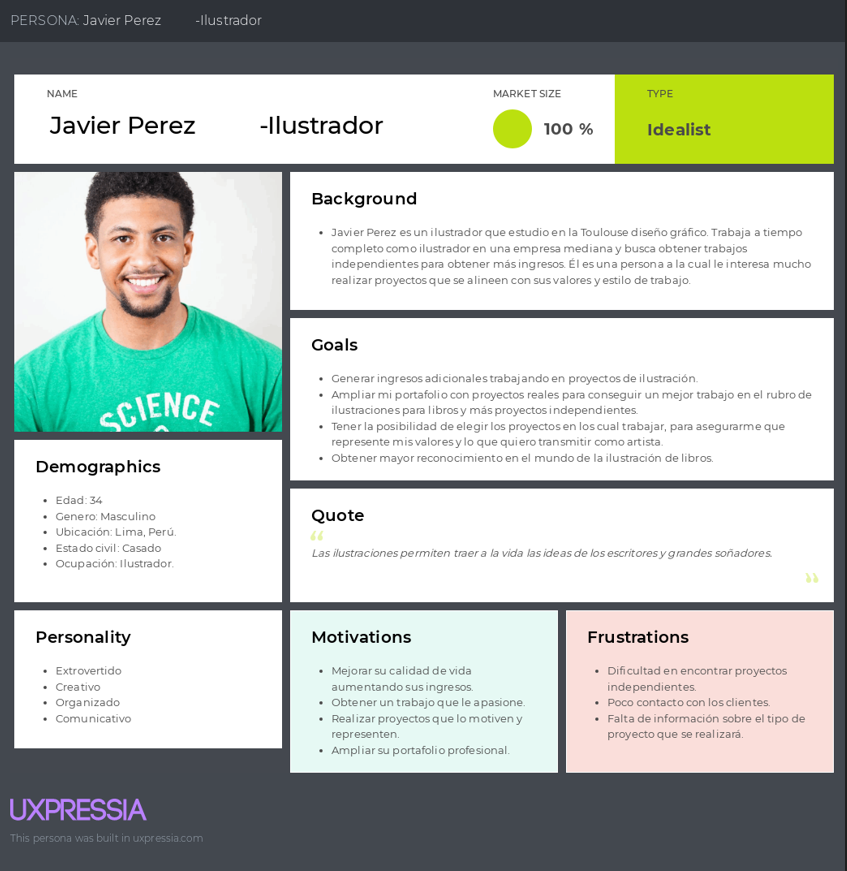 PERSONA: Javier Perez -Ilustrador
NAME
Javier Perez -Ilustrador
MARKET SIZE
100 %
TYPE
Idealist
SCIENCE
Background
Javier Perez es un ilustrador que estudio en la Toulouse diseño gráfico. Trabaja a tiempo
completo como ilustrador en una empresa mediana y busca obtener trabajos
independientes para obtener más ingresos. Él es una persona a la cual le interesa mucho
realizar proyectos que se alineen con sus valores y estilo de trabajo.
Goals
Generar ingresos adicionales trabajando en proyectos de ilustración.
Ampliar mi portafolio con proyectos reales para conseguir un mejor trabajo en el rubro de
ilustraciones para libros y más proyectos independientes.
Tener la posibilidad de elegir los proyectos en los cual trabajar, para asegurarme que
represente mis valores y lo que quiero transmitir como artista.
Obtener mayor reconocimiento en el mundo de la ilustración de libros.
Demographics
Edad: 34
Genero: Masculino
Ubicación: Lima, Perú.
Estado civil: Casado
Ocupación: Ilustrador.
Quote
“
Las ilustraciones permiten traer a la vida las ideas de los escritores y grandes soñadores.
”
Personality
Extrovertido
Creativo
Organizado
Comunicativo
Motivations
Mejorar su calidad de vida
aumentando sus ingresos.
Obtener un trabajo que le apasione.
Realizar proyectos que lo motiven y
representen.
Ampliar su portafolio profesional.
Frustrations
Dificultad en encontrar proyectos
independientes.
Poco contacto con los clientes.
Falta de información sobre el tipo de
proyecto que se realizará.
UXPRESSIA
This persona was built in uxpressia.com